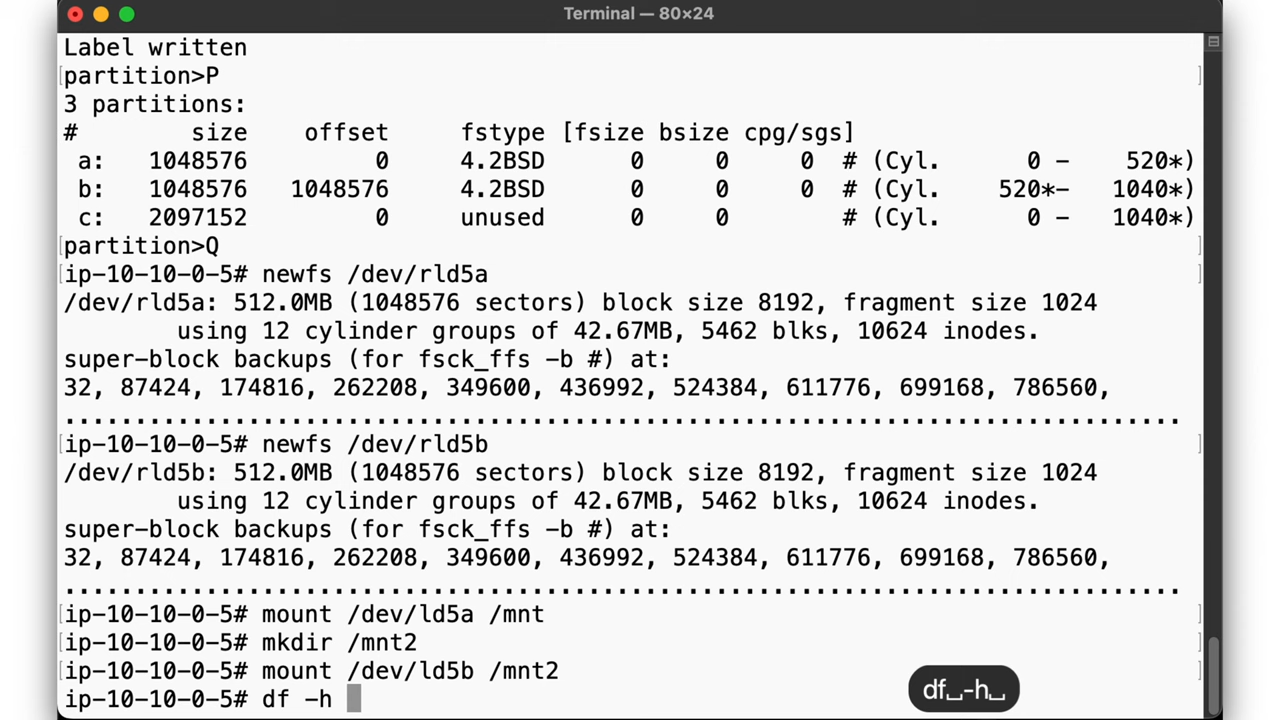 Terminal — 80×24
Label written
[partition>P ]
3 partitions:
#        size    offset     fstype [fsize bsize cpg/sgs]
 a:   1048576         0     4.2BSD      0     0     0  # (Cyl.      0 -    520*)
 b:   1048576   1048576     4.2BSD      0     0     0  # (Cyl.    520*-   1040*)
 c:   2097152         0     unused      0     0        # (Cyl.      0 -   1040*)
[partition>Q ]
[ip-10-10-0-5# newfs /dev/rld5a ]
/dev/rld5a: 512.0MB (1048576 sectors) block size 8192, fragment size 1024
        using 12 cylinder groups of 42.67MB, 5462 blks, 10624 inodes.
super-block backups (for fsck_ffs -b #) at:
32, 87424, 174816, 262208, 349600, 436992, 524384, 611776, 699168, 786560,
...............................................................................
[ip-10-10-0-5# newfs /dev/rld5b ]
/dev/rld5b: 512.0MB (1048576 sectors) block size 8192, fragment size 1024
        using 12 cylinder groups of 42.67MB, 5462 blks, 10624 inodes.
super-block backups (for fsck_ffs -b #) at:
32, 87424, 174816, 262208, 349600, 436992, 524384, 611776, 699168, 786560,
...............................................................................
[ip-10-10-0-5# mount /dev/ld5a /mnt ]
[ip-10-10-0-5# mkdir /mnt2 ]
[ip-10-10-0-5# mount /dev/ld5b /mnt2 ]
ip-10-10-0-5# df -h
df␣-h␣